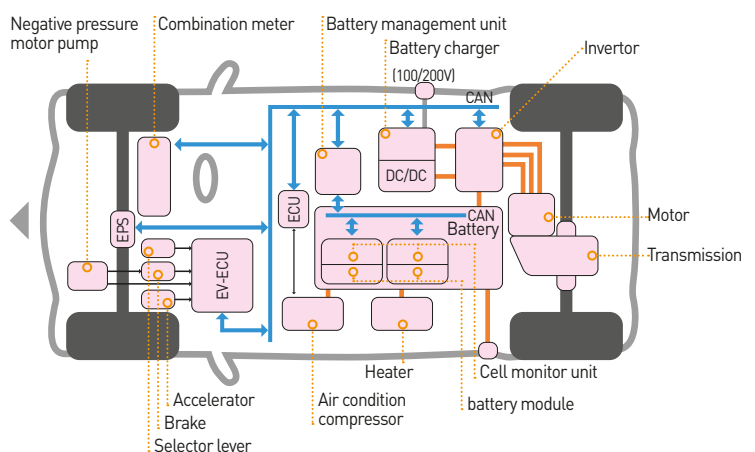 Negative pressure
motor pump
Combination meter
Battery management unit
Battery charger
(100/200V)
Invertor
CAN
DC/DC
ECU
CAN
Battery
EPS
EV-ECU
Motor
Transmission
Heater
Cell monitor unit
Accelerator
Brake
Selector lever
Air condition
compressor
battery module